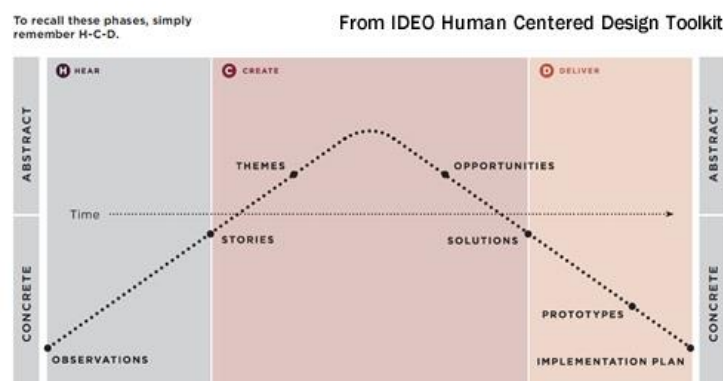 To recall these phases, simply
remember H-C-D.
From IDEO Human Centered Design Toolkit
H HEAR
C CREATE
D DELIVER
ABSTRACT
ABSTRACT
THEMES
OPPORTUNITIES
Time
STORIES
SOLUTIONS
CONCRETE
CONCRETE
PROTOTYPES
OBSERVATIONS
IMPLEMENTATION PLAN